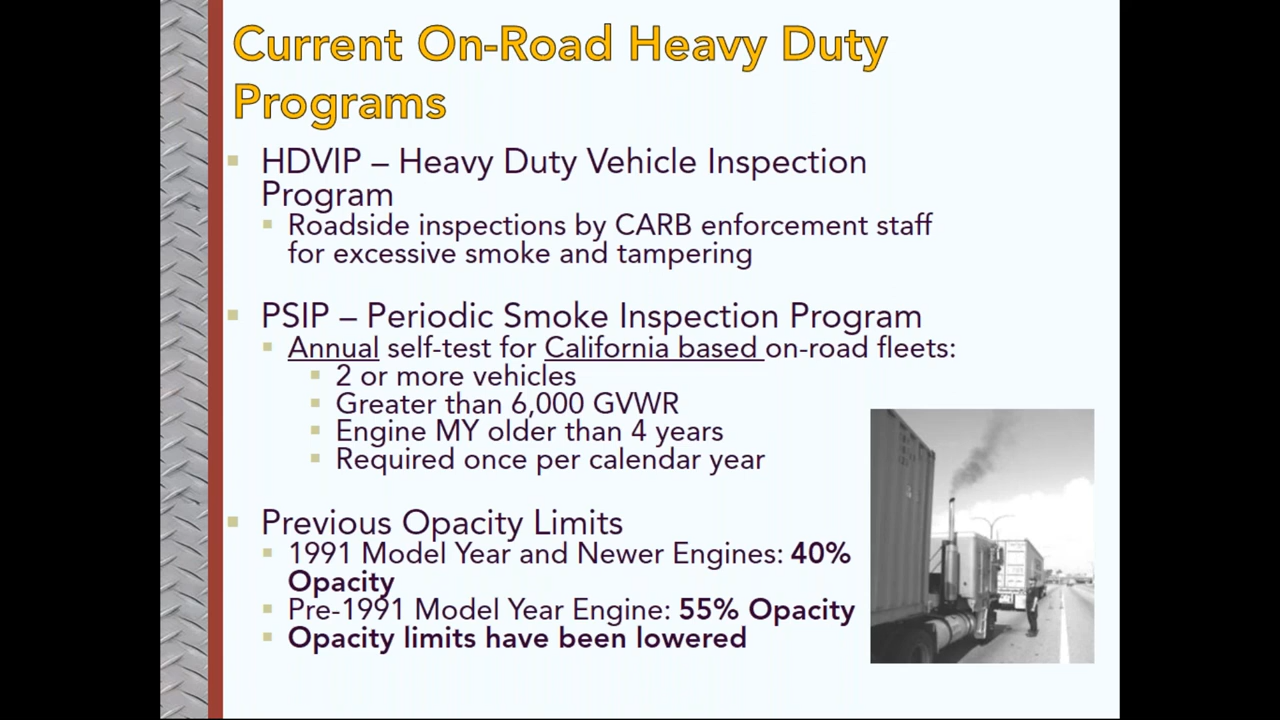 Current On-Road Heavy Duty
Programs
HDVIP – Heavy Duty Vehicle Inspection
Program
Roadside inspections by CARB enforcement staff
for excessive smoke and tampering
PSIP – Periodic Smoke Inspection Program
Annual self-test for California based on-road fleets:
2 or more vehicles
Greater than 6,000 GVWR
Engine MY older than 4 years
Required once per calendar year
Previous Opacity Limits
1991 Model Year and Newer Engines: 40%
Opacity
Pre-1991 Model Year Engine: 55% Opacity
Opacity limits have been lowered